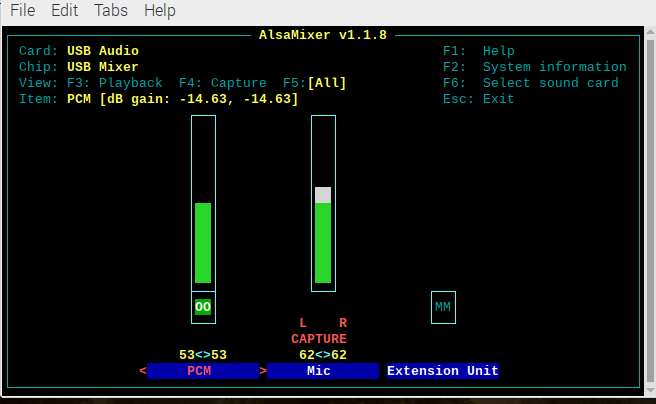 File Edit Tabs Help
AlsaMixer v1.1.8
Card: USB Audio F1: Help
Chip: USB Mixer F2: System information
View: F3: Playback F4: Capture F5:[All] F6: Select sound card
Item: PCM [dB gain: -14.63, -14.63] Esc: Exit
OO MM
L R
CAPTURE
53<>53 62<>62
< PCM > Mic Extension Unit